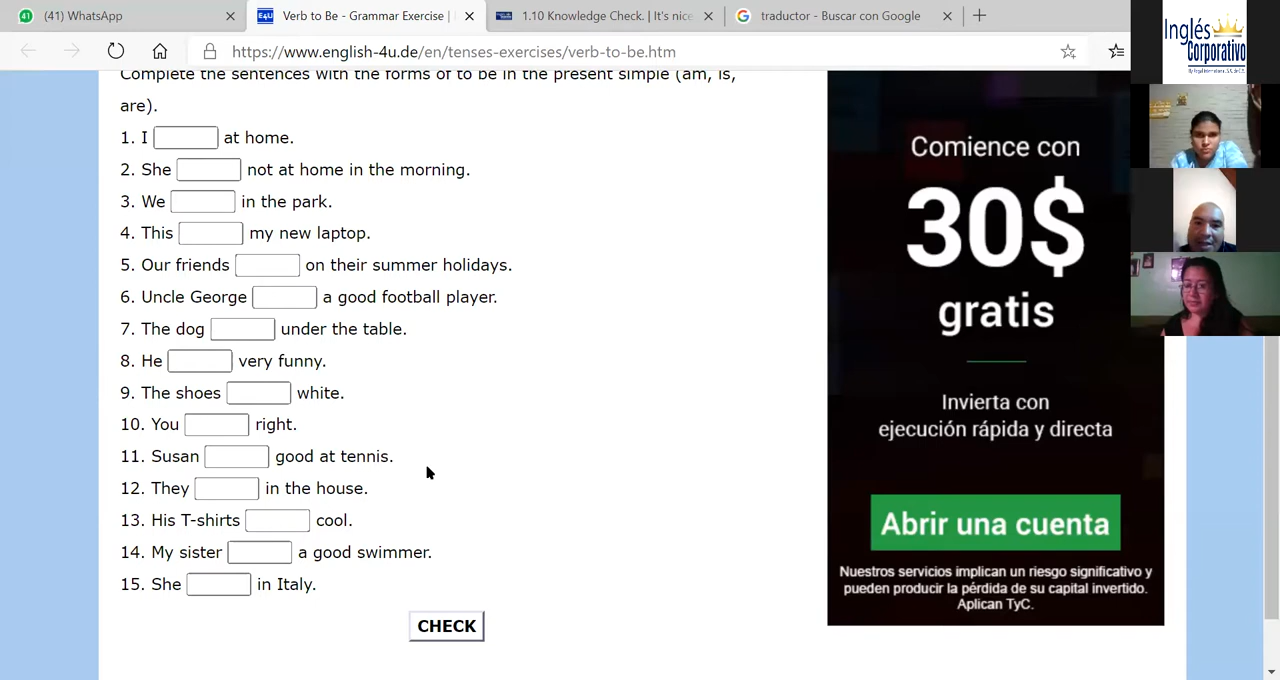 41 (41) WhatsApp
E4U Verb to Be - Grammar Exercise |
1.10 Knowledge Check. | It's nice
traductor - Buscar con Google
https://www.english-4u.de/en/tenses-exercises/verb-to-be.htm
Complete the sentences with the forms of to be in the present simple (am, is,
are).
1. I at home.
2. She not at home in the morning.
3. We in the park.
4. This my new laptop.
5. Our friends on their summer holidays.
6. Uncle George a good football player.
7. The dog under the table.
8. He very funny.
9. The shoes white.
10. You right.
11. Susan good at tennis.
12. They in the house.
13. His T-shirts cool.
14. My sister a good swimmer.
15. She in Italy.
CHECK
Comience con
30$
gratis
Invierta con
ejecución rápida y directa
Abrir una cuenta
Nuestros servicios implican un riesgo significativo y
pueden producir la pérdida de su capital invertido.
Aplican TyC.
Inglés
Corporativo